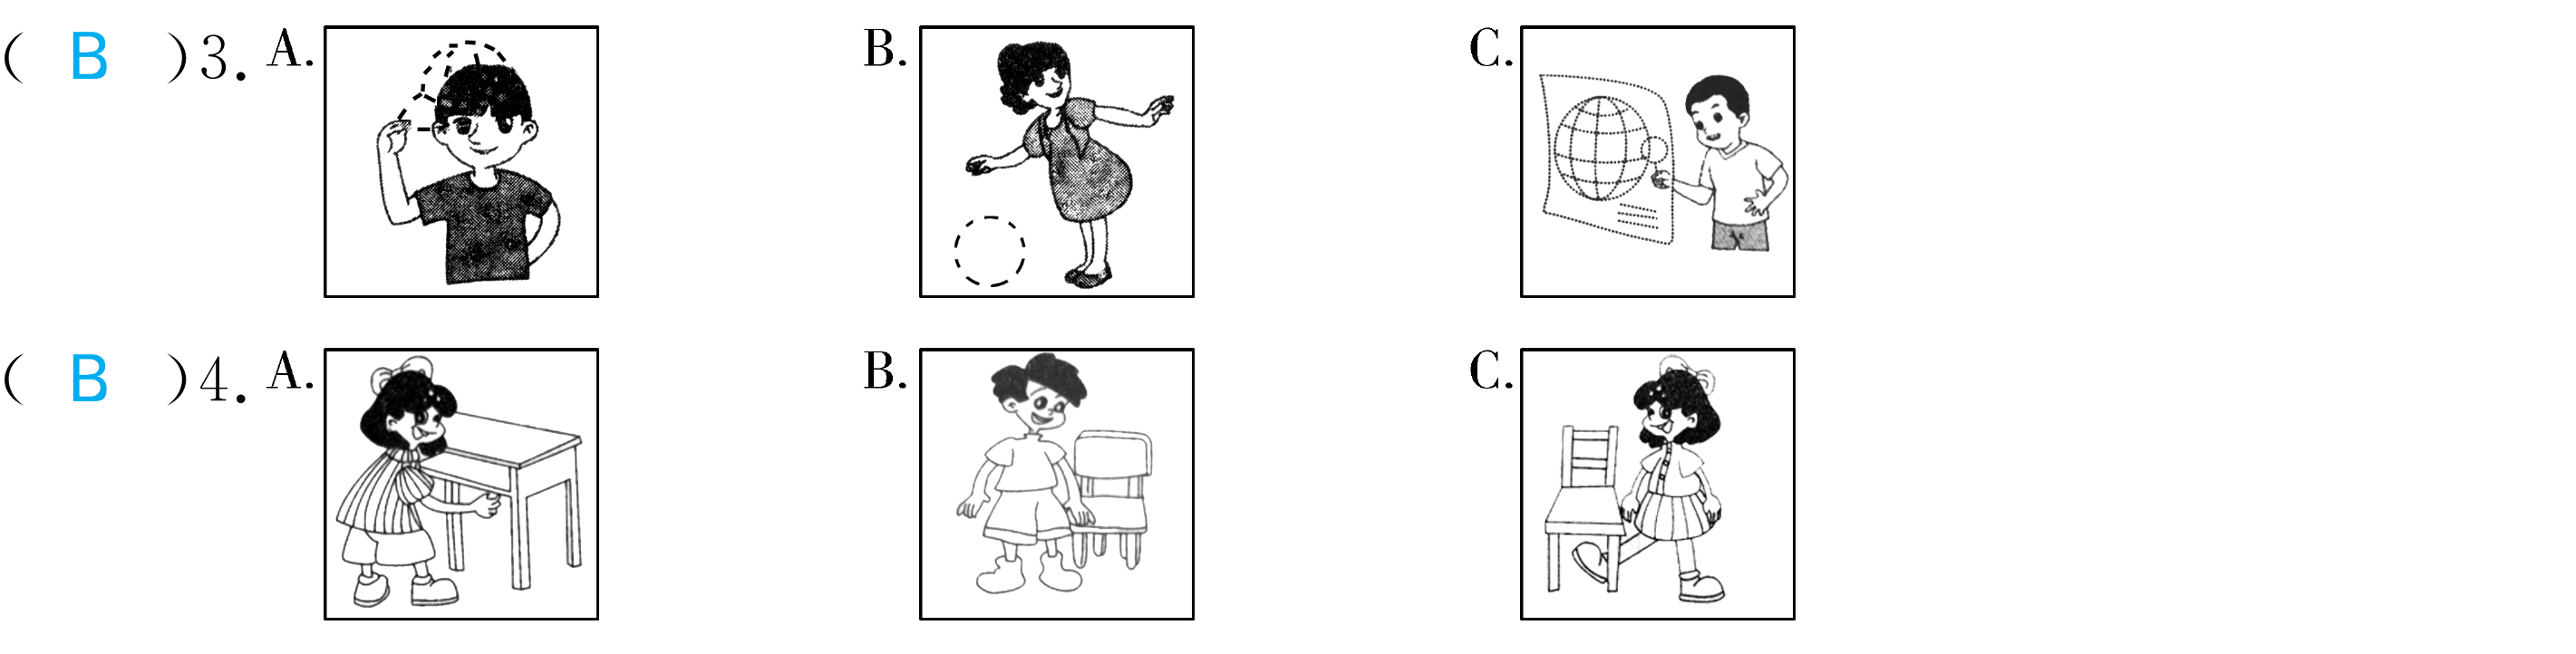 ( B )3. A. B. C.
( B )4. A. B. C.